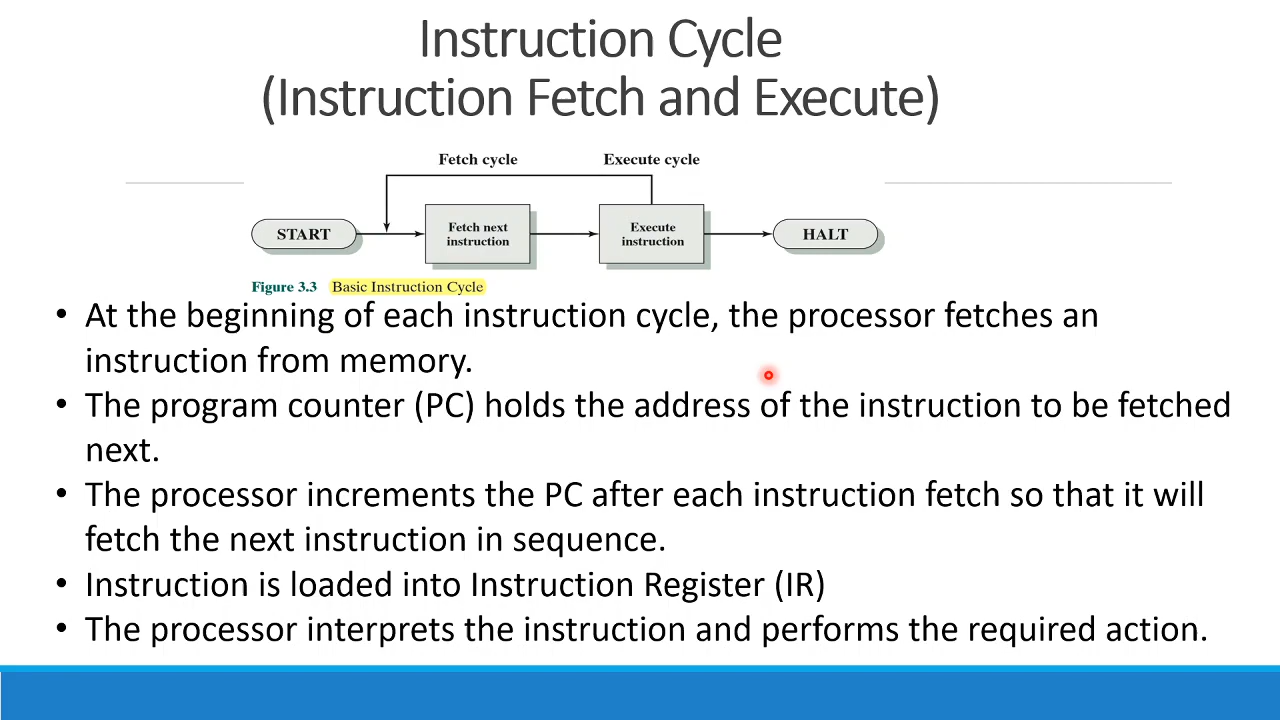 Instruction Cycle
(Instruction Fetch and Execute)
Fetch cycle
Execute cycle
START
Fetch next
instruction
Execute
instruction
HALT
Figure 3.3 Basic Instruction Cycle
• At the beginning of each instruction cycle, the processor fetches an
instruction from memory.
• The program counter (PC) holds the address of the instruction to be fetched
next.
• The processor increments the PC after each instruction fetch so that it will
fetch the next instruction in sequence.
• Instruction is loaded into Instruction Register (IR)
• The processor interprets the instruction and performs the required action.